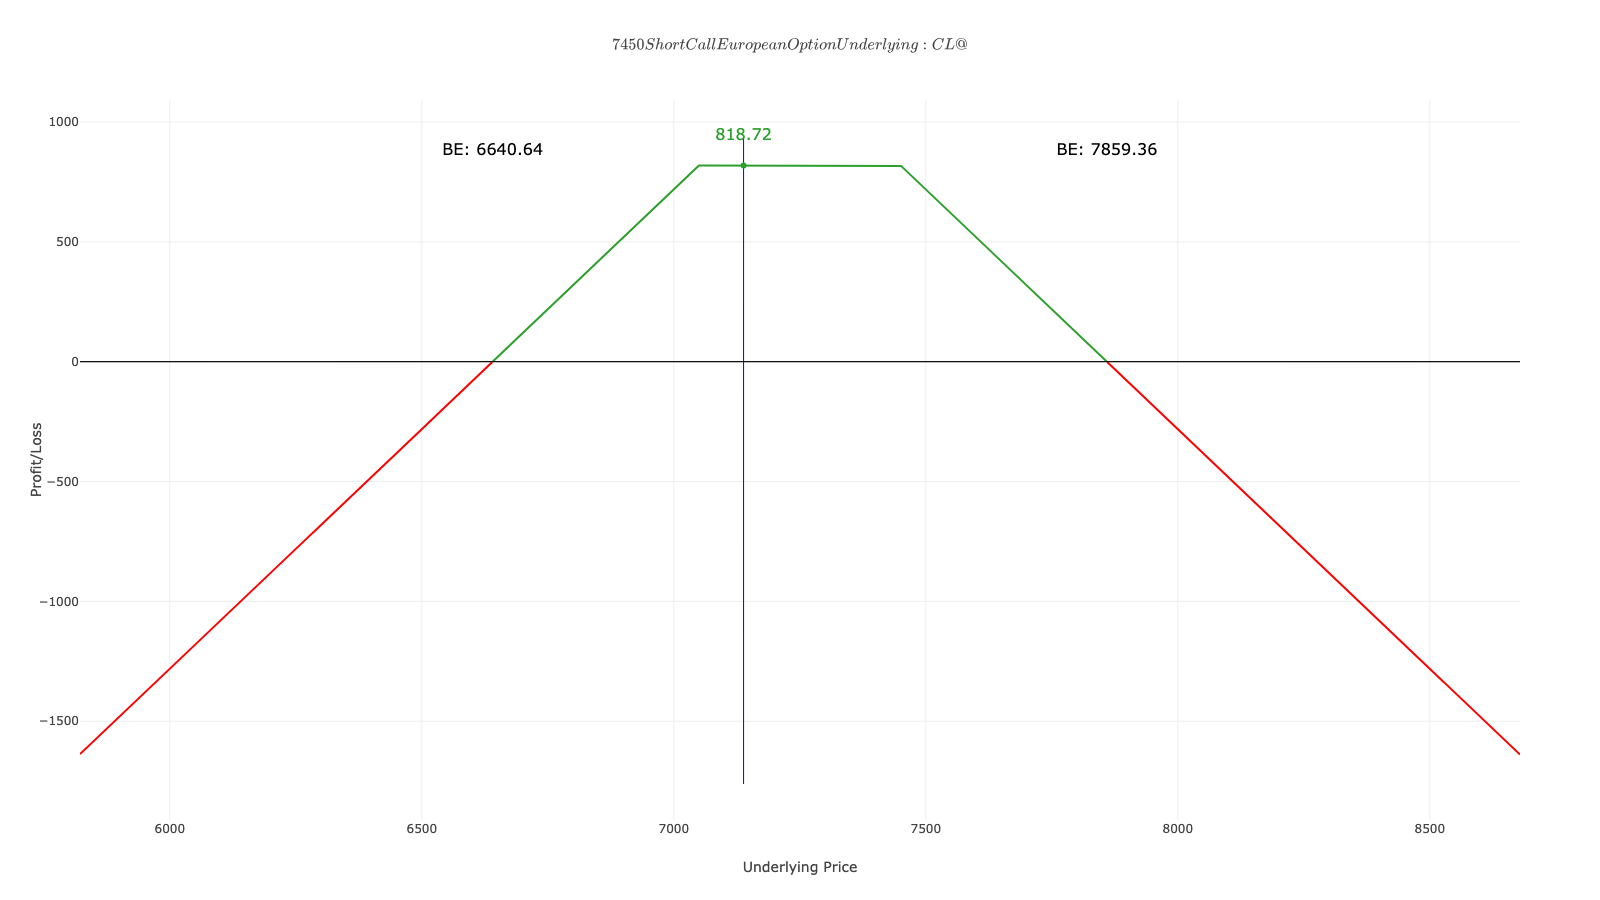 7450ShortCallEuropeanOptionUnderlying: CL@
1000
818.72
BE: 6640.64
BE: 7859.36
500
0
Profit/Loss
−500
−1000
−1500
6000
6500
7000
7500
8000
8500
Underlying Price